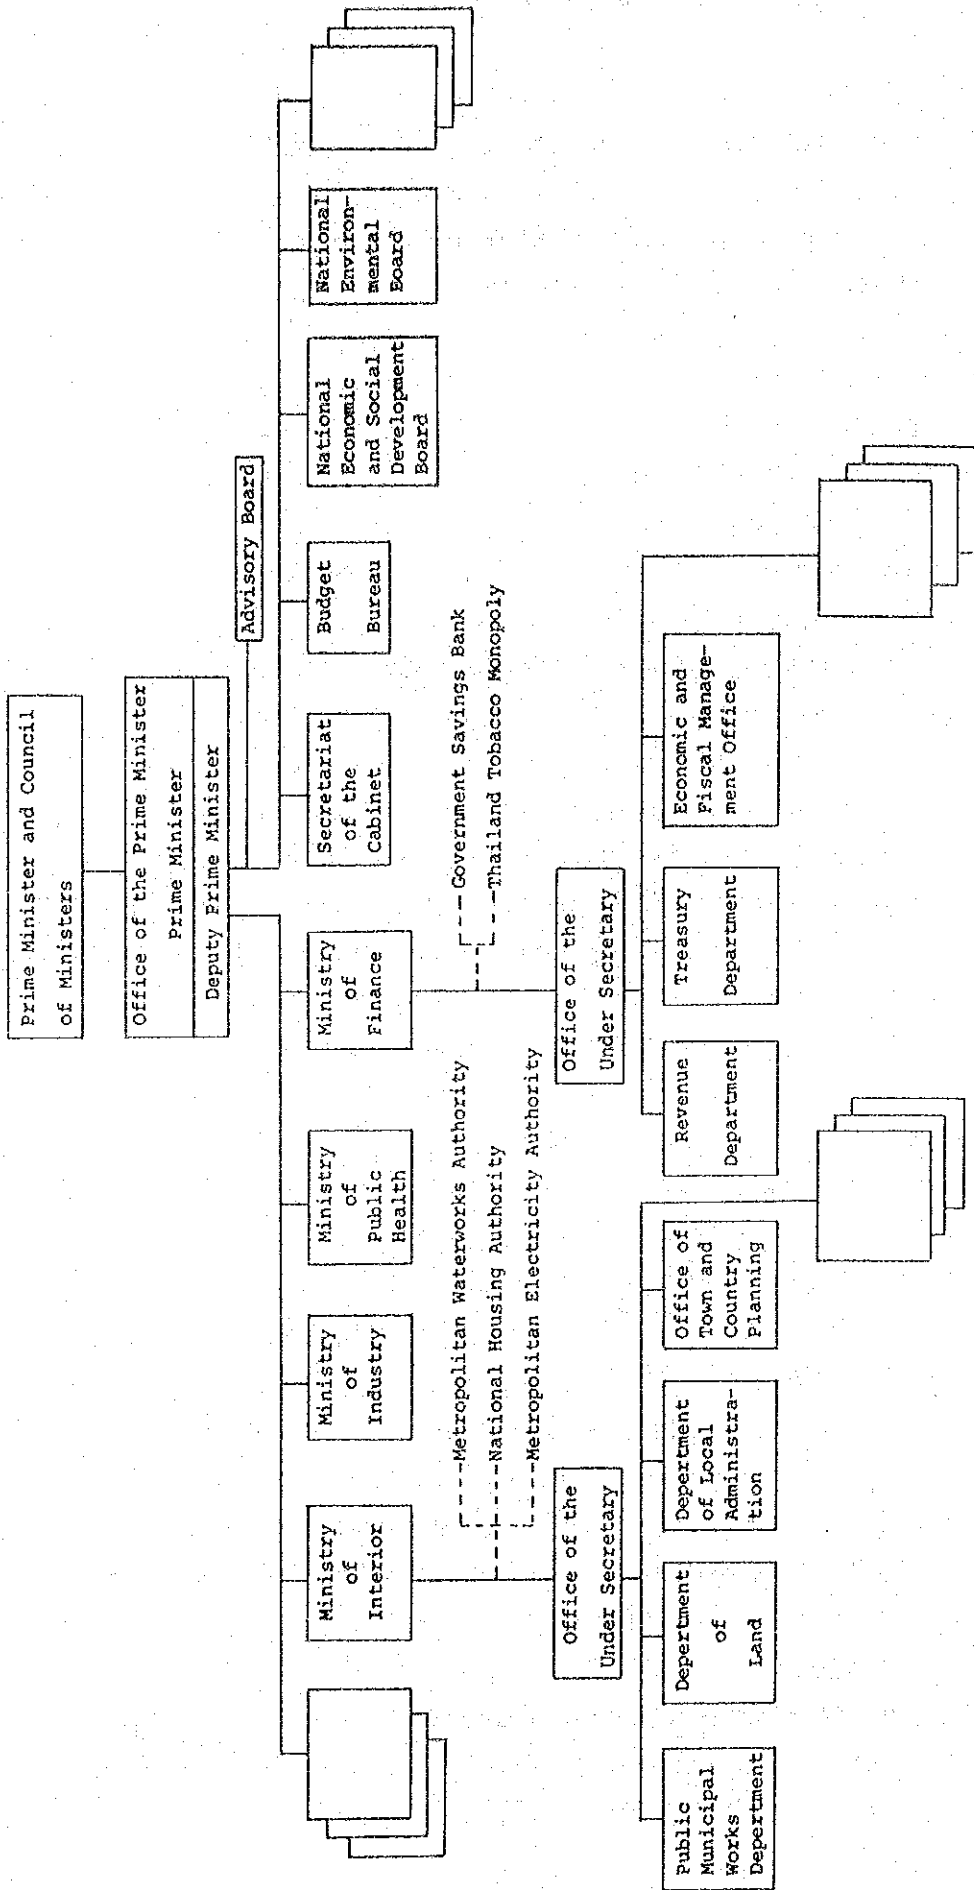 Prime Minister and Council
of Ministers
Office of the Prime Minister
Prime Minister
Deputy Prime Minister
Advisory Board
Ministry
of
Interior
Ministry
of
Industry
Ministry
of
Public
Health
Ministry
of
Finance
Secretariat
of the
Cabinet
Budget
Bureau
National
Economic
and Social
Development
Board
National
Environ-
mental
Board
Metropolitan Waterworks Authority
National Housing Authority
Metropolitan Electricity Authority
Government Savings Bank
Thailand Tobacco Monopoly
Office of the
Under Secretary
Office of the
Under Secretary
Public
Municipal
Works
Depertment
Depertment
of
Land
Depertment
of Local
Administra-
tion
Office of
Town and
Country
Planning
Revenue
Department
Treasury
Department
Economic and
Fiscal Manage-
ment Office